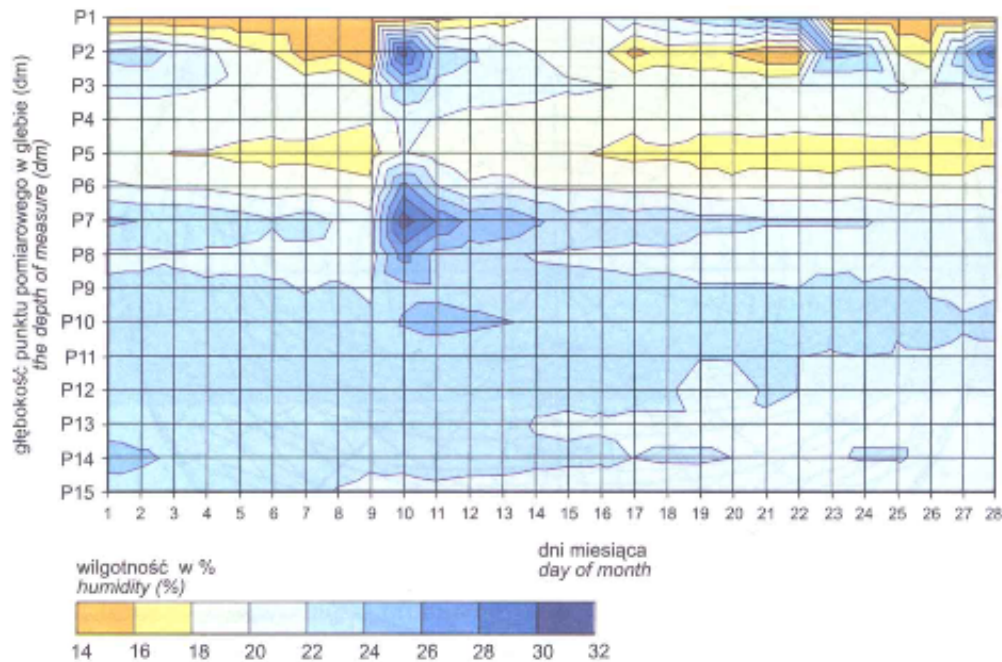 P1
P2
P3
P4
P5
P6
P7
P8
P9
P10
P11
P12
P13
P14
P15
głębokość punktu pomiarowego w glebie (dm)
the depth of measure (dm)
1 2 3 4 5 6 7 8 9 10 11 12 13 14 15 16 17 18 19 20 21 22 23 24 25 26 27 28
dni miesiąca
day of month
wilgotność w %
humidity (%)
14 16 18 20 22 24 26 28 30 32